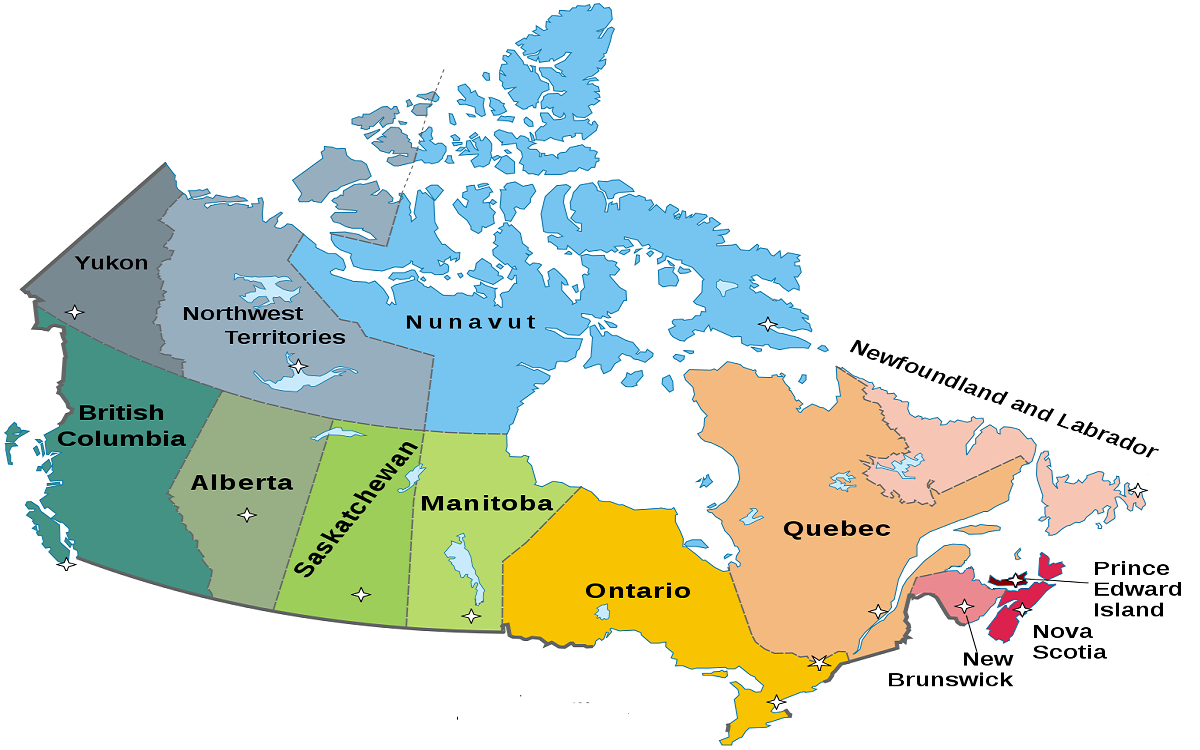 Yukon
Northwest
Territories
Nunavut
British
Columbia
Alberta
Saskatchewan
Manitoba
Ontario
Quebec
Newfoundland and Labrador
Prince
Edward
Island
Nova
Scotia
New
Brunswick